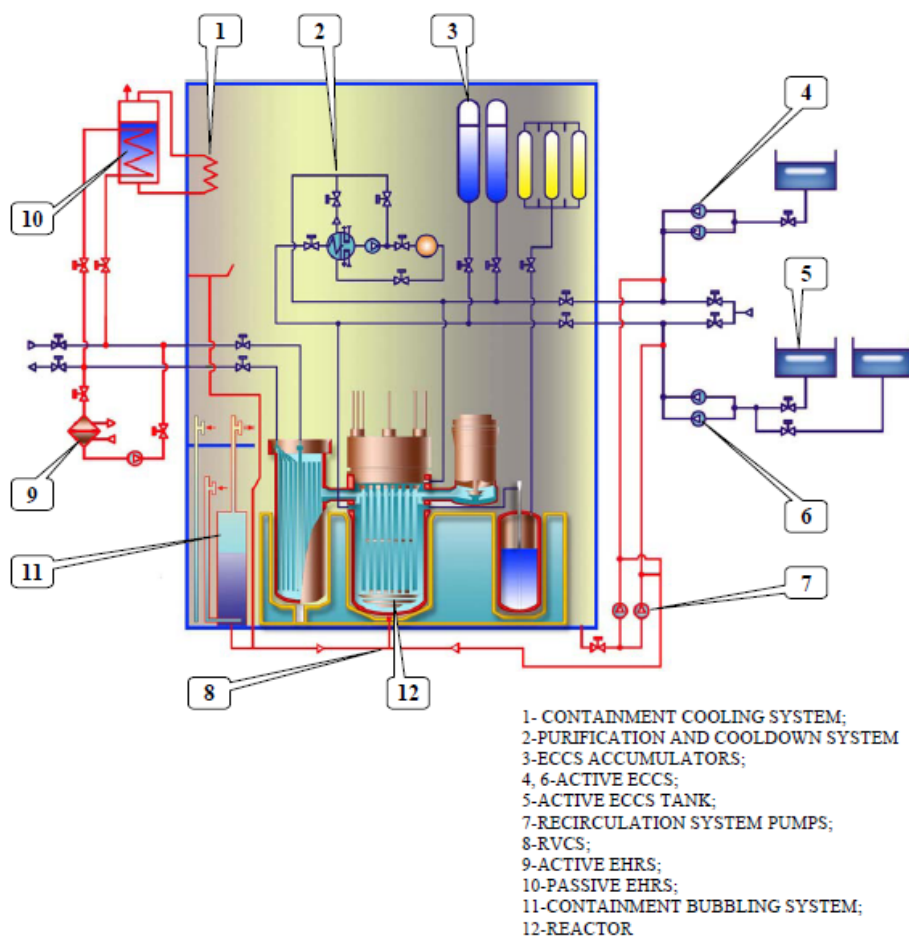 1
2
3
4
10
5
9
6
11
7
8
12
1- CONTAINMENT COOLING SYSTEM;
2-PURIFICATION AND COOLDOWN SYSTEM
3-ECCS ACCUMULATORS;
4, 6-ACTIVE ECCS;
5-ACTIVE ECCS TANK;
7-RECIRCULATION SYSTEM PUMPS;
8-RVCS;
9-ACTIVE EHRS;
10-PASSIVE EHRS;
11-CONTAINMENT BUBBLING SYSTEM;
12-REACTOR